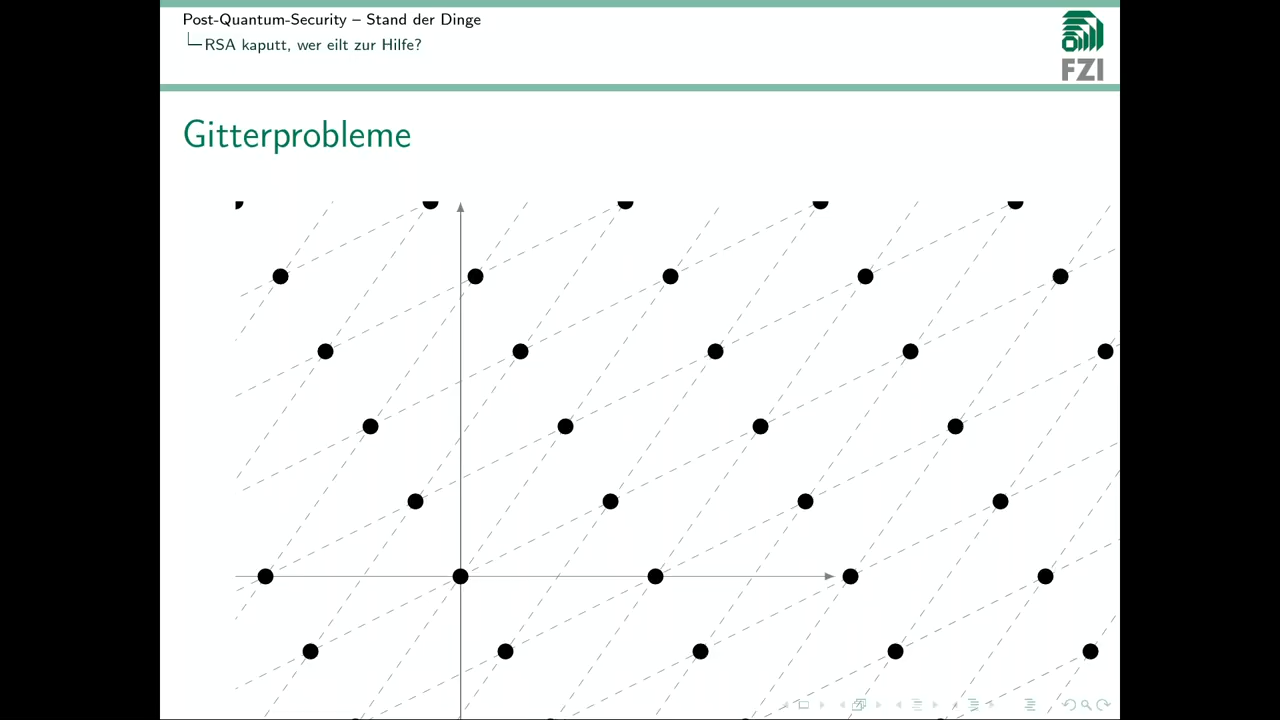 Post-Quantum-Security – Stand der Dinge
RSA kaputt, wer eilt zur Hilfe?
FZI
Gitterprobleme